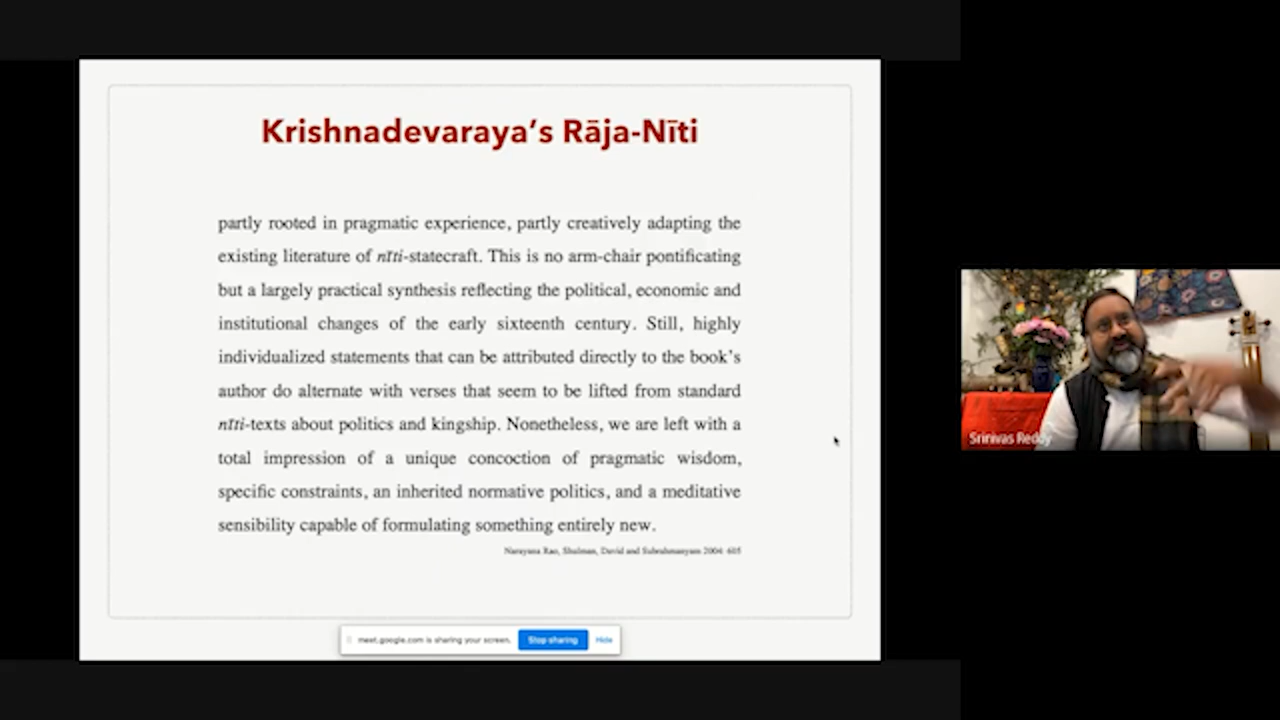 Krishnadevaraya's Rāja-Nīti
partly rooted in pragmatic experience, partly creatively adapting the
existing literature of nīti-statecraft. This is no arm-chair pontificating
but a largely practical synthesis reflecting the political, economic and
institutional changes of the early sixteenth century. Still, highly
individualized statements that can be attributed directly to the book's
author do alternate with verses that seem to be lifted from standard
nīti-texts about politics and kingship. Nonetheless, we are left with a
total impression of a unique concoction of pragmatic wisdom,
specific constraints, an inherited normative politics, and a meditative
sensibility capable of formulating something entirely new.
Narayana Rao, Shulman, David and Subrahmanyam 2004: 605
meet.google.com is sharing your screen. Stop sharing Hide
Srinivas Reddy